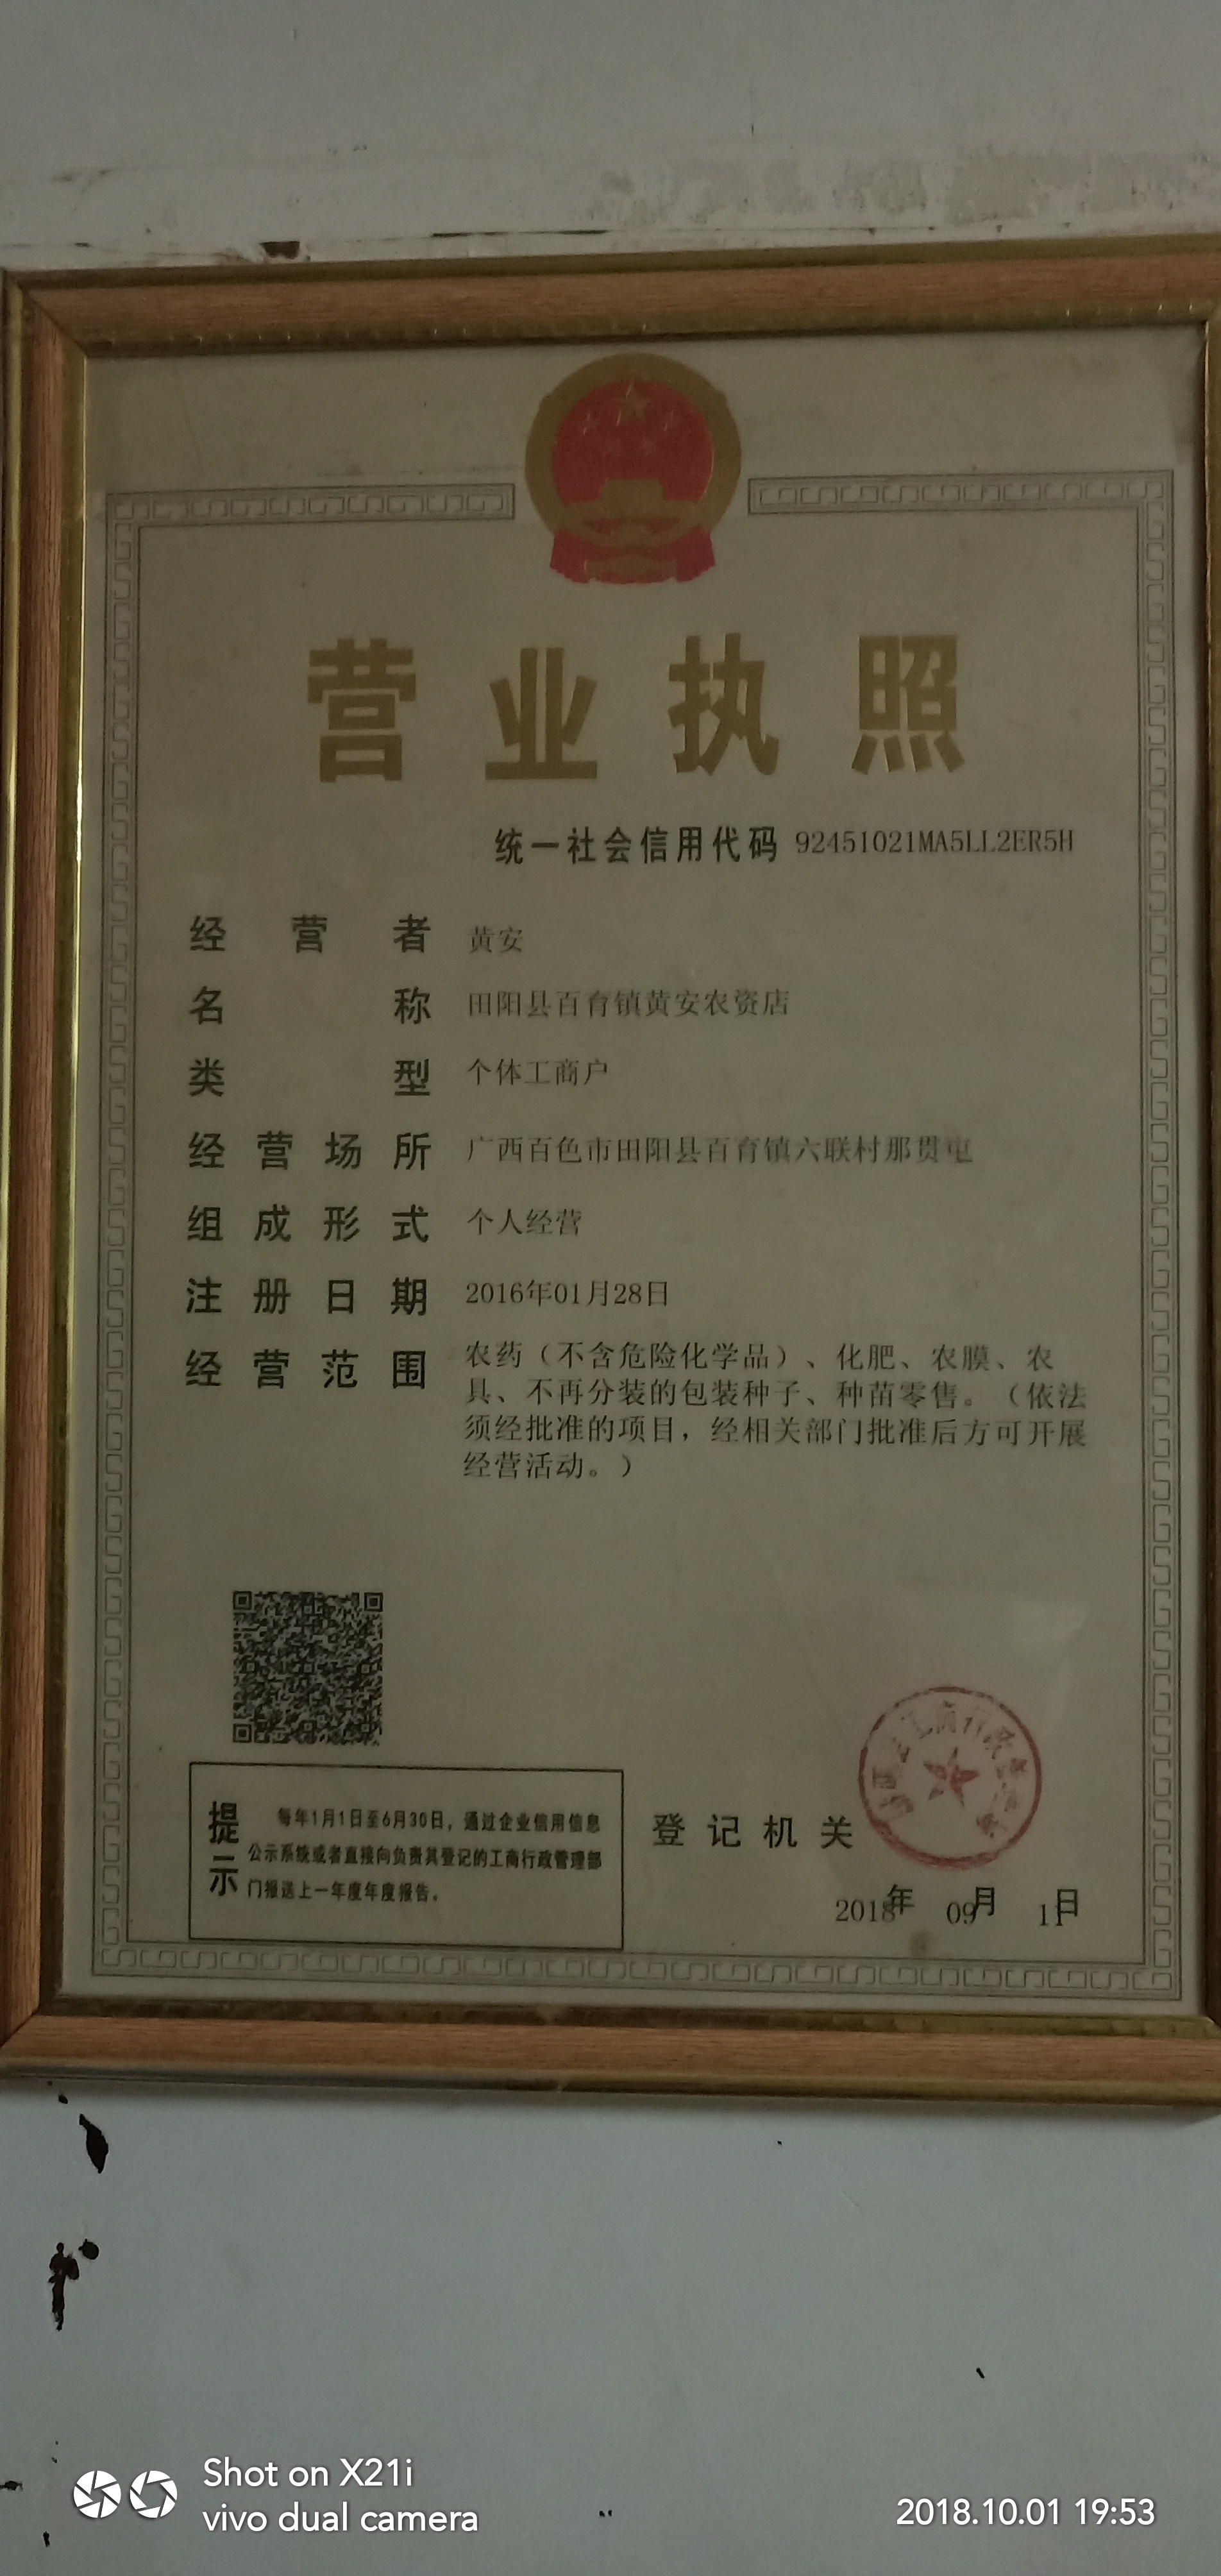 营业执照
统一社会信用代码 92451021MA5LL2ER5H
经营者 黄安
名称 田阳县百育镇黄安农资店
类型 个体工商户
经营场所 广西百色市田阳县百育镇六联村那贯屯
组成形式 个人经营
注册日期 2016年01月28日
经营范围 农药（不含危险化学品）、化肥、农膜、农
具、不再分装的包装种子、种苗零售。（依法
须经批准的项目，经相关部门批准后方可开展
经营活动。）
提示 每年1月1日至6月30日，通过企业信用信息
公示系统或者直接向负责其登记的工商行政管理部
门报送上一年度年度报告。
登记机关
2018年 09月 11日
Shot on X21i
vivo dual camera
2018.10.01 19:53